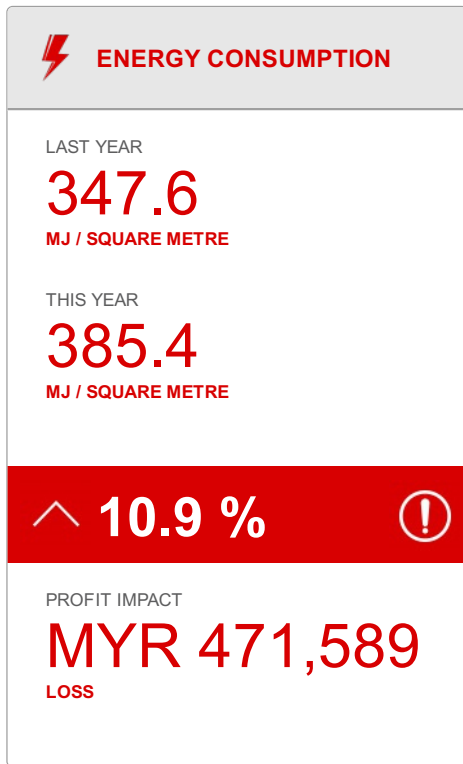 ENERGY CONSUMPTION
LAST YEAR
347.6
MJ / SQUARE METRE
THIS YEAR
385.4
MJ / SQUARE METRE
10.9 %
PROFIT IMPACT
MYR 471,589
LOSS